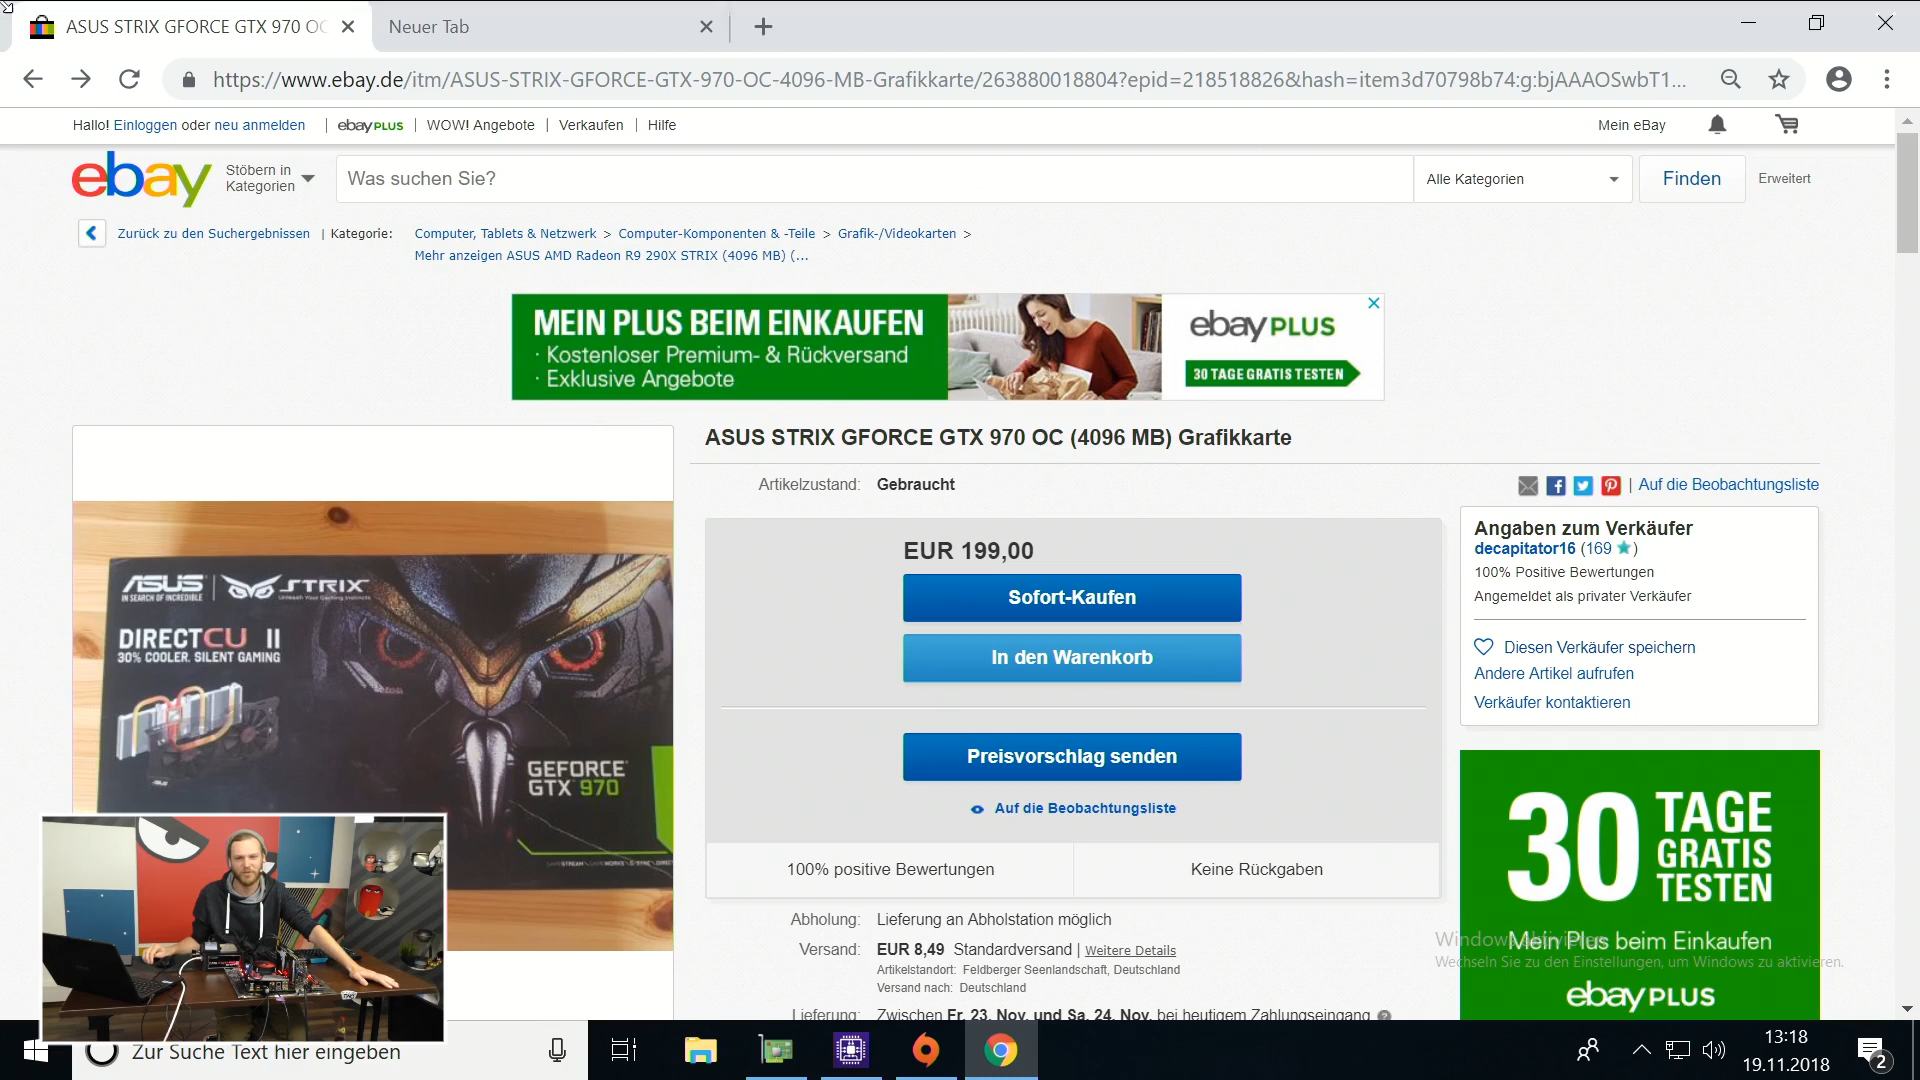 ASUS STRIX GFORCE GTX 970 OC
Neuer Tab
https://www.ebay.de/itm/ASUS-STRIX-GFORCE-GTX-970-OC-4096-MB-Grafikkarte/263880018804?epid=218518826&hash=item3d70798b74:g:bjAAAOSwbT1...
Hallo! Einloggen oder neu anmelden | ebay PLUS | WOW! Angebote | Verkaufen | Hilfe
Mein eBay
ebay
Stöbern in
Kategorien
Was suchen Sie?
Alle Kategorien
Finden
Erweitert
Zurück zu den Suchergebnissen | Kategorie: Computer, Tablets & Netzwerk > Computer-Komponenten & -Teile > Grafik-/Videokarten >
Mehr anzeigen ASUS AMD Radeon R9 290X STRIX (4096 MB) (...
MEIN PLUS BEIM EINKAUFEN
· Kostenloser Premium- & Rückversand
· Exklusive Angebote
ebay PLUS
30 TAGE GRATIS TESTEN
ASUS STRIX GFORCE GTX 970 OC (4096 MB) Grafikkarte
Artikelzustand: Gebraucht
| Auf die Beobachtungsliste
EUR 199,00
Sofort-Kaufen
In den Warenkorb
Preisvorschlag senden
Auf die Beobachtungsliste
100% positive Bewertungen
Keine Rückgaben
Abholung: Lieferung an Abholstation möglich
Versand: EUR 8,49 Standardversand | Weitere Details
Artikelstandort: Feldberger Seenlandschaft, Deutschland
Versand nach: Deutschland
Lieferung: Zwischen Fr. 23. Nov. und Sa. 24. Nov. bei heutigem Zahlungseingang
Angaben zum Verkäufer
decapitator16 (169)
100% Positive Bewertungen
Angemeldet als privater Verkäufer
Diesen Verkäufer speichern
Andere Artikel aufrufen
Verkäufer kontaktieren
30 TAGE
GRATIS
TESTEN
Mein Plus beim Einkaufen
ebay PLUS
Windows aktivieren
Wechseln Sie zu den Einstellungen, um Windows zu aktivieren.
ASUS
IN SEARCH OF INCREDIBLE
STRIX
Unleash Your Gaming Instincts
DIRECTCU II
30% COOLER. SILENT GAMING
GEFORCE
GTX 970
Zur Suche Text hier eingeben
13:18
19.11.2018
2